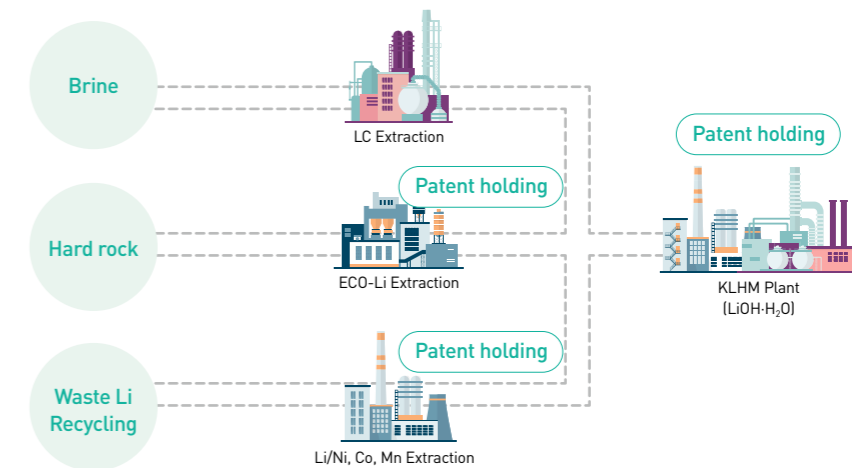 Brine
LC Extraction
Patent holding
Patent holding
Hard rock
ECO-Li Extraction
KLHM Plant
(LiOH·H₂O)
Patent holding
Waste Li
Recycling
Li/Ni, Co, Mn Extraction